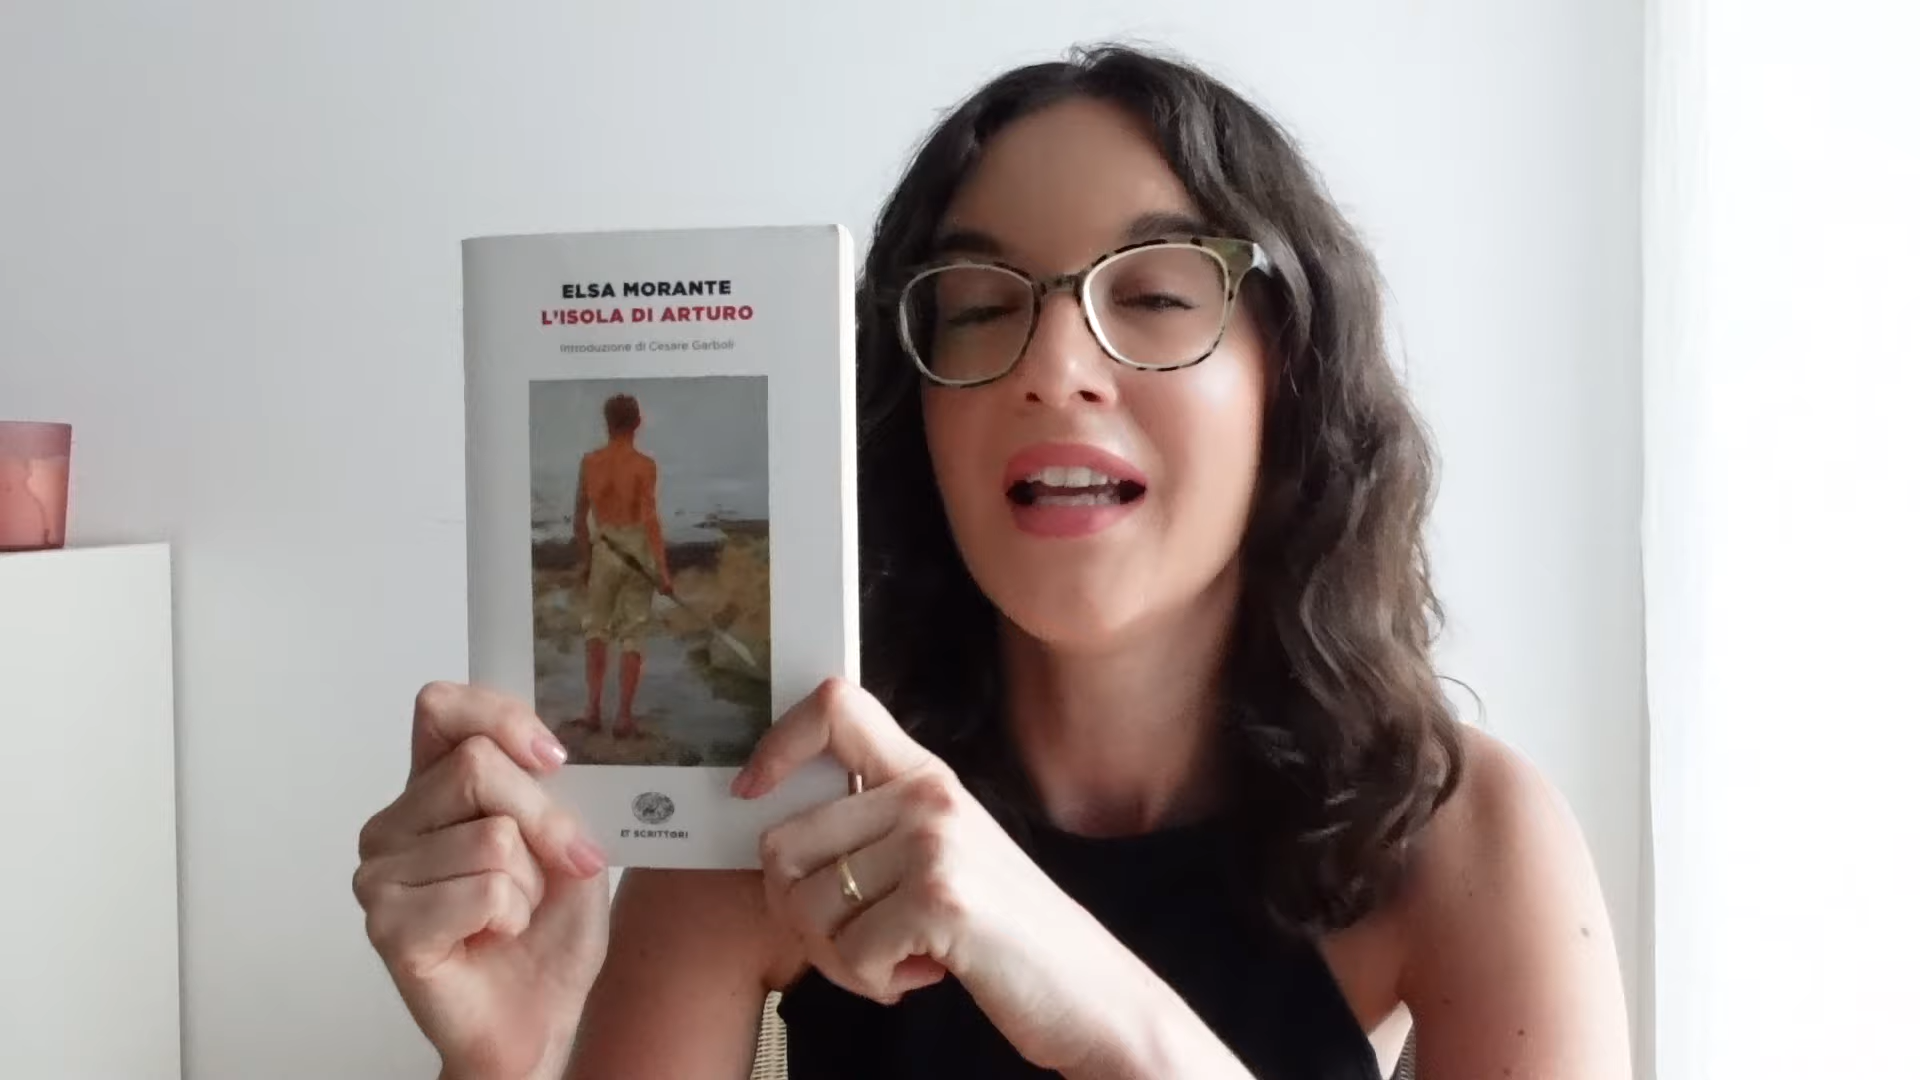 ELSA MORANTE
L'ISOLA DI ARTURO
Introduzione di Cesare Garboli
ET SCRITTORI